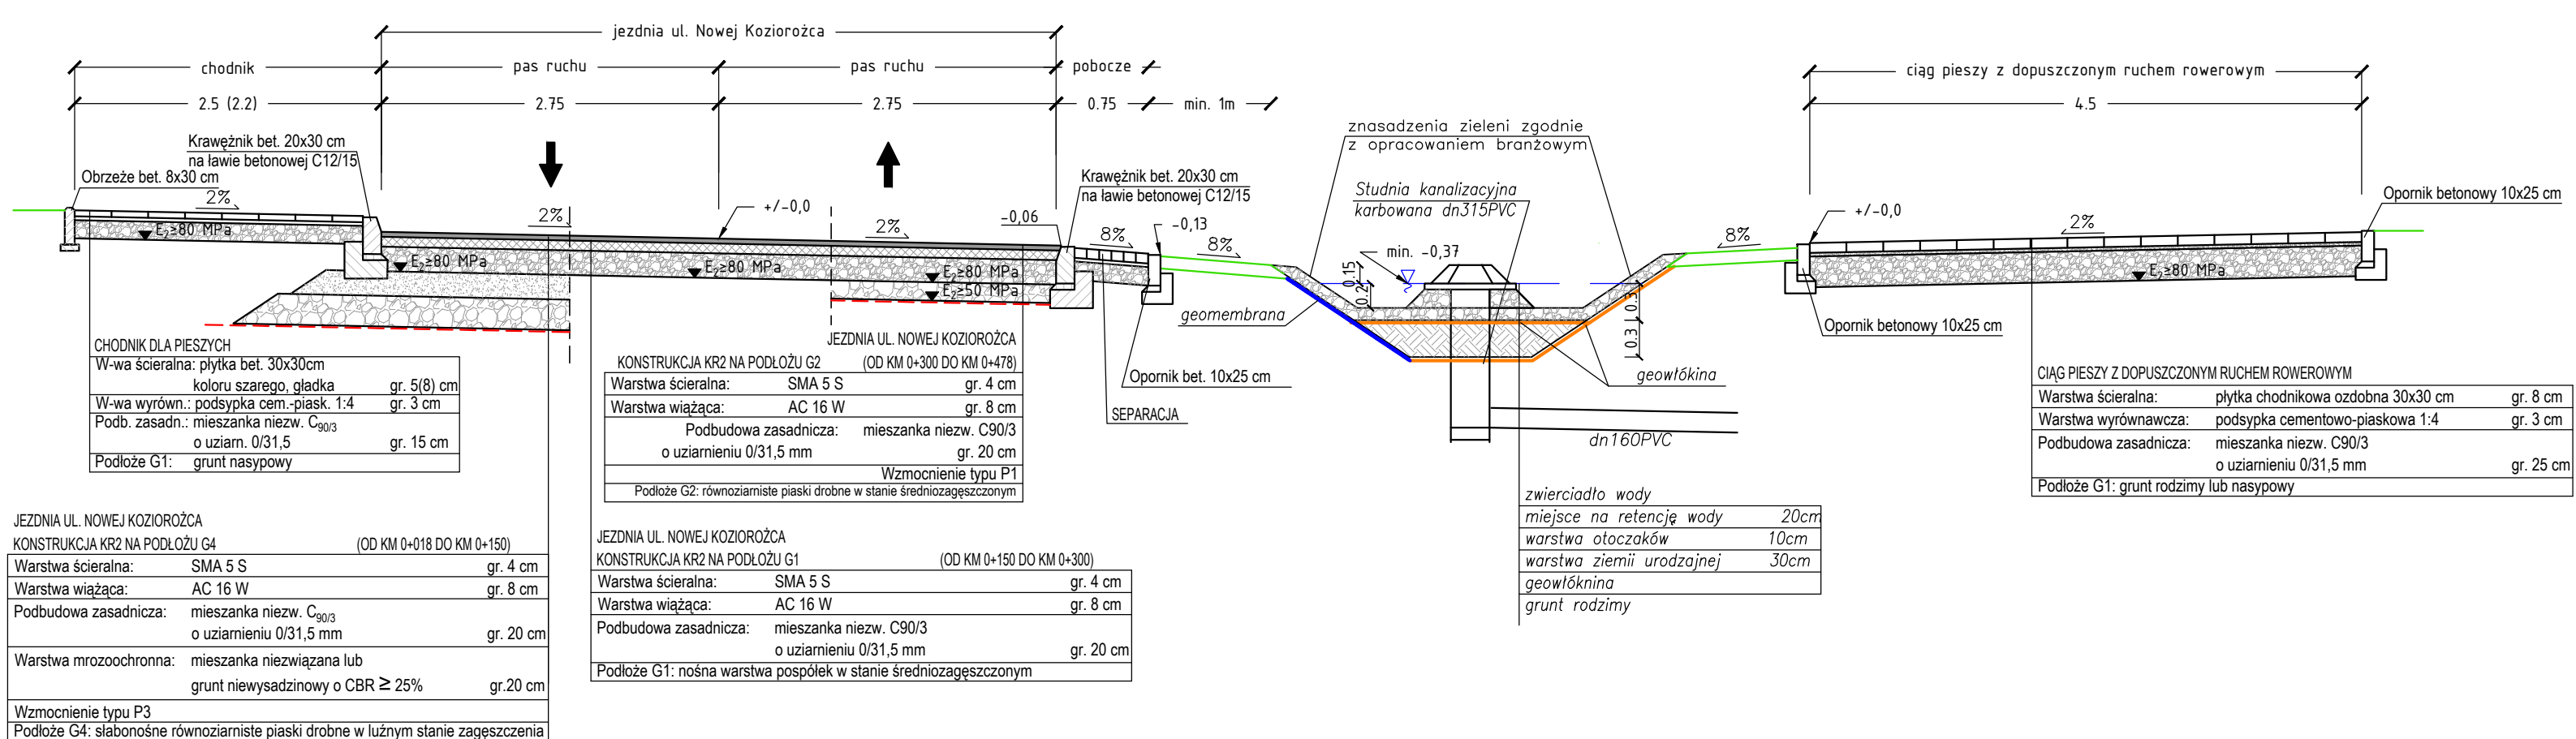 jezdnia ul. Nowej Koziorożca
chodnik
pas ruchu
pas ruchu
pobocze
ciąg pieszy z dopuszczonym ruchem rowerowym
2.5 (2.2)
2.75
2.75
0.75
min. 1m
4.5
Krawężnik bet. 20x30 cm
na ławie betonowej C12/15
Obrzeże bet. 8x30 cm
2%
E2≥80 MPa
2%
+/-0,0
2%
-0,06
E2≥80 MPa
E2≥80 MPa
E2≥80 MPa
E2≥50 MPa
Krawężnik bet. 20x30 cm
na ławie betonowej C12/15
8%
-0,13
8%
znasadzenia zieleni zgodnie
z opracowaniem branżowym
Studnia kanalizacyjna
karbowana dn315PVC
min. -0,37
0.15
0.2
0.3
0.3
geomembrana
geowłókina
dn160PVC
8%
+/-0,0
2%
E2≥80 MPa
Opornik betonowy 10x25 cm
Opornik betonowy 10x25 cm
Opornik bet. 10x25 cm
SEPARACJA
CHODNIK DLA PIESZYCH
W-wa ścieralna: płytka bet. 30x30cm
koloru szarego, gładka gr. 5(8) cm
W-wa wyrówn.: podsypka cem.-piask. 1:4 gr. 3 cm
Podb. zasadn.: mieszanka niezw. C90/3
o uziarn. 0/31,5 gr. 15 cm
Podłoże G1: grunt nasypowy
JEZDNIA UL. NOWEJ KOZIOROŻCA
KONSTRUKCJA KR2 NA PODŁOŻU G2 (OD KM 0+300 DO KM 0+478)
Warstwa ścieralna: SMA 5 S gr. 4 cm
Warstwa wiążąca: AC 16 W gr. 8 cm
Podbudowa zasadnicza: mieszanka niezw. C90/3
o uziarnieniu 0/31,5 mm gr. 20 cm
Wzmocnienie typu P1
Podłoże G2: równoziarniste piaski drobne w stanie średniozagęszczonym
CIĄG PIESZY Z DOPUSZCZONYM RUCHEM ROWEROWYM
Warstwa ścieralna: płytka chodnikowa ozdobna 30x30 cm gr. 8 cm
Warstwa wyrównawcza: podsypka cementowo-piaskowa 1:4 gr. 3 cm
Podbudowa zasadnicza: mieszanka niezw. C90/3
o uziarnieniu 0/31,5 mm gr. 25 cm
Podłoże G1: grunt rodzimy lub nasypowy
JEZDNIA UL. NOWEJ KOZIOROŻCA
KONSTRUKCJA KR2 NA PODŁOŻU G4 (OD KM 0+018 DO KM 0+150)
Warstwa ścieralna: SMA 5 S gr. 4 cm
Warstwa wiążąca: AC 16 W gr. 8 cm
Podbudowa zasadnicza: mieszanka niezw. C90/3
o uziarnieniu 0/31,5 mm gr. 20 cm
Warstwa mrozoochronna: mieszanka niezwiązana lub
grunt niewysadzinowy o CBR ≥ 25% gr.20 cm
Wzmocnienie typu P3
Podłoże G4: słabonośne równoziarniste piaski drobne w luźnym stanie zagęszczenia
JEZDNIA UL. NOWEJ KOZIOROŻCA
KONSTRUKCJA KR2 NA PODŁOŻU G1 (OD KM 0+150 DO KM 0+300)
Warstwa ścieralna: SMA 5 S gr. 4 cm
Warstwa wiążąca: AC 16 W gr. 8 cm
Podbudowa zasadnicza: mieszanka niezw. C90/3
o uziarnieniu 0/31,5 mm gr. 20 cm
Podłoże G1: nośna warstwa pospółek w stanie średniozagęszczonym
zwierciadło wody
miejsce na retencję wody 20cm
warstwa otoczaków 10cm
warstwa ziemii urodzajnej 30cm
geowłóknina
grunt rodzimy